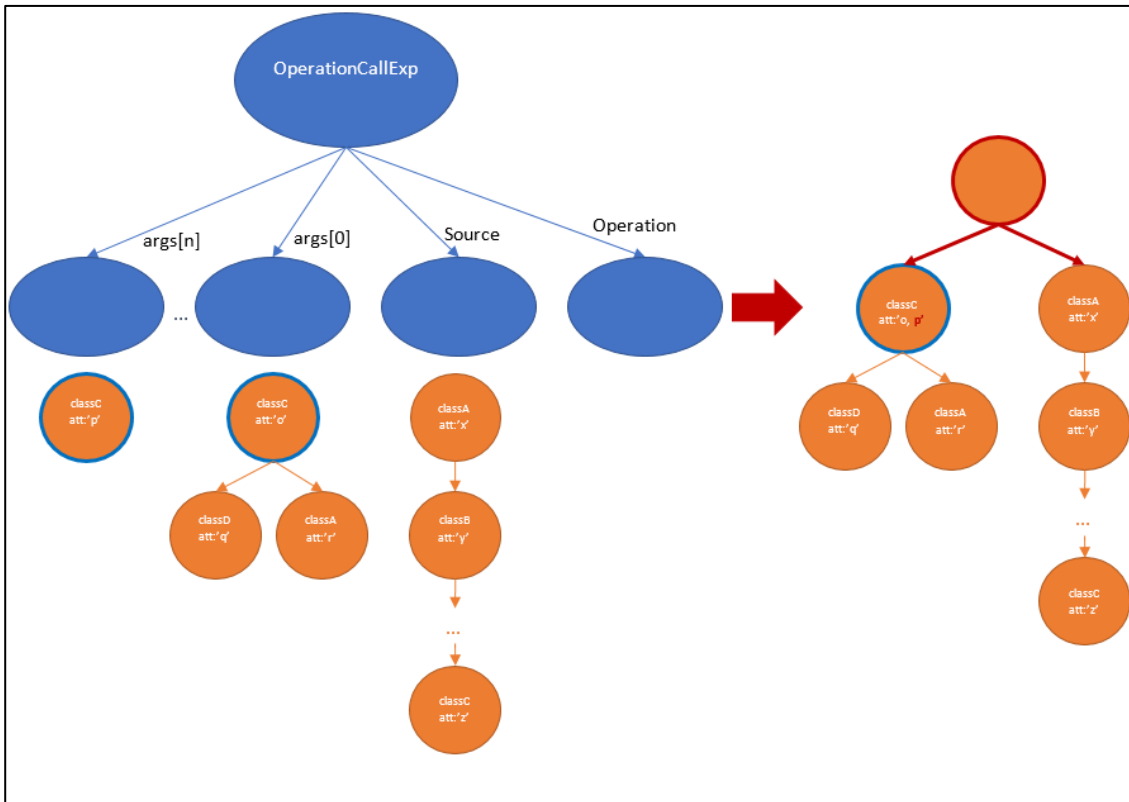 OperationCallExp
args[n]
args[0]
Source
Operation
...
classC
att:'p'
classC
att:'o'
classA
att:'x'
classD
att:'q'
classA
att:'r'
classB
att:'y'
...
classC
att:'z'
classC
att:'o, p'
classA
att:'x'
classD
att:'q'
classA
att:'r'
classB
att:'y'
...
classC
att:'z'